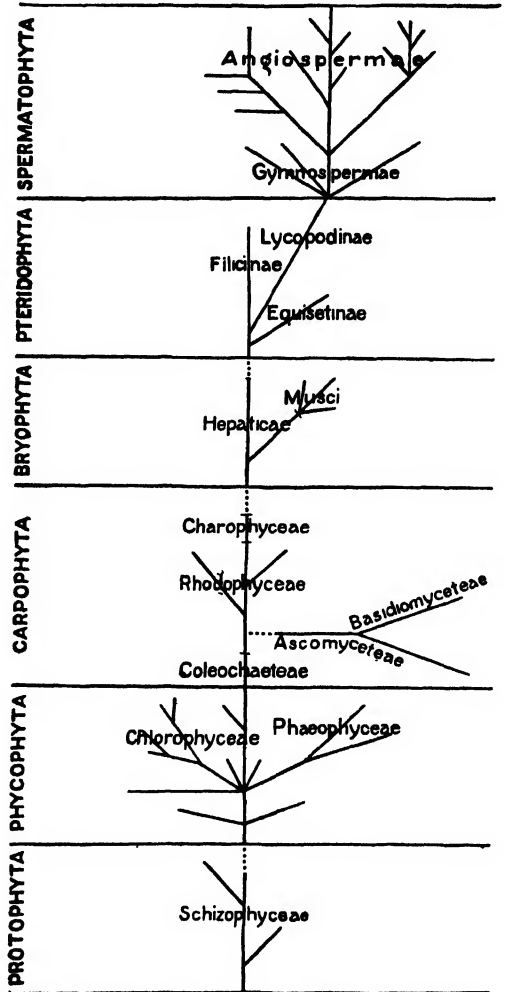 SPERMATOPHYTA
Angiospermae
Gymnospermae
PTERIDOPHYTA
Lycopodinae
Filicinae
Equisetinae
BRYOPHYTA
Musci
Hepaticae
CARPOPHYTA
Charophyceae
Rhodophyceae
Basidiomyceteae
Ascomyceteae
Coleochaeteae
PHYCOPHYTA
Chlorophyceae
Phaeophyceae
PROTOPHYTA
Schizophyceae